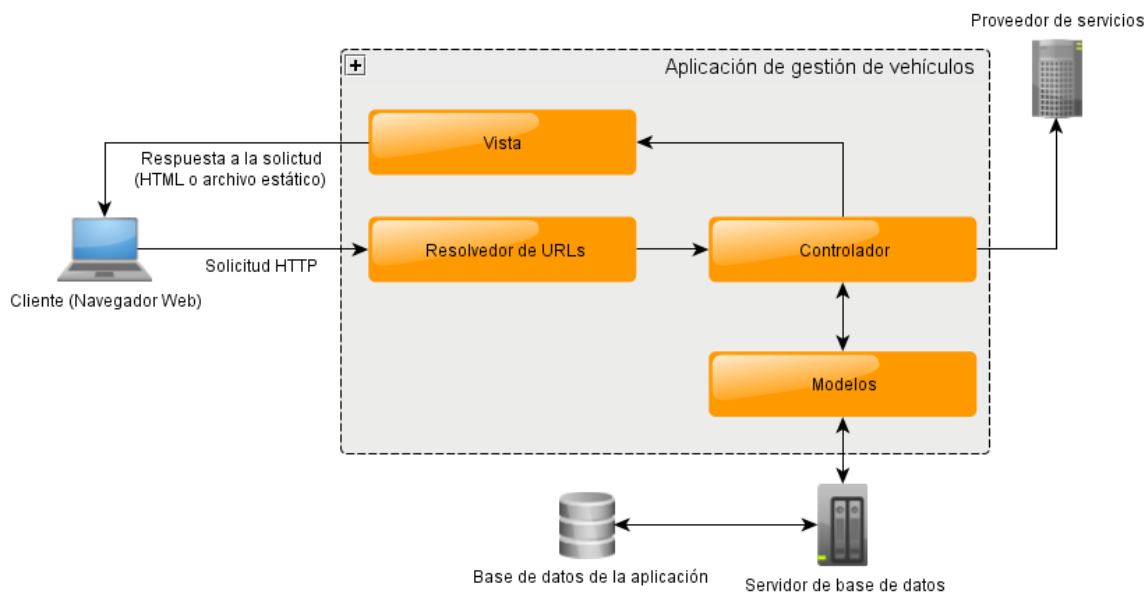 Proveedor de servicios
Aplicación de gestión de vehículos
Vista
Respuesta a la solictud
(HTML o archivo estático)
Resolvedor de URLs
Controlador
Solicitud HTTP
Cliente (Navegador Web)
Modelos
Base de datos de la aplicación
Servidor de base de datos